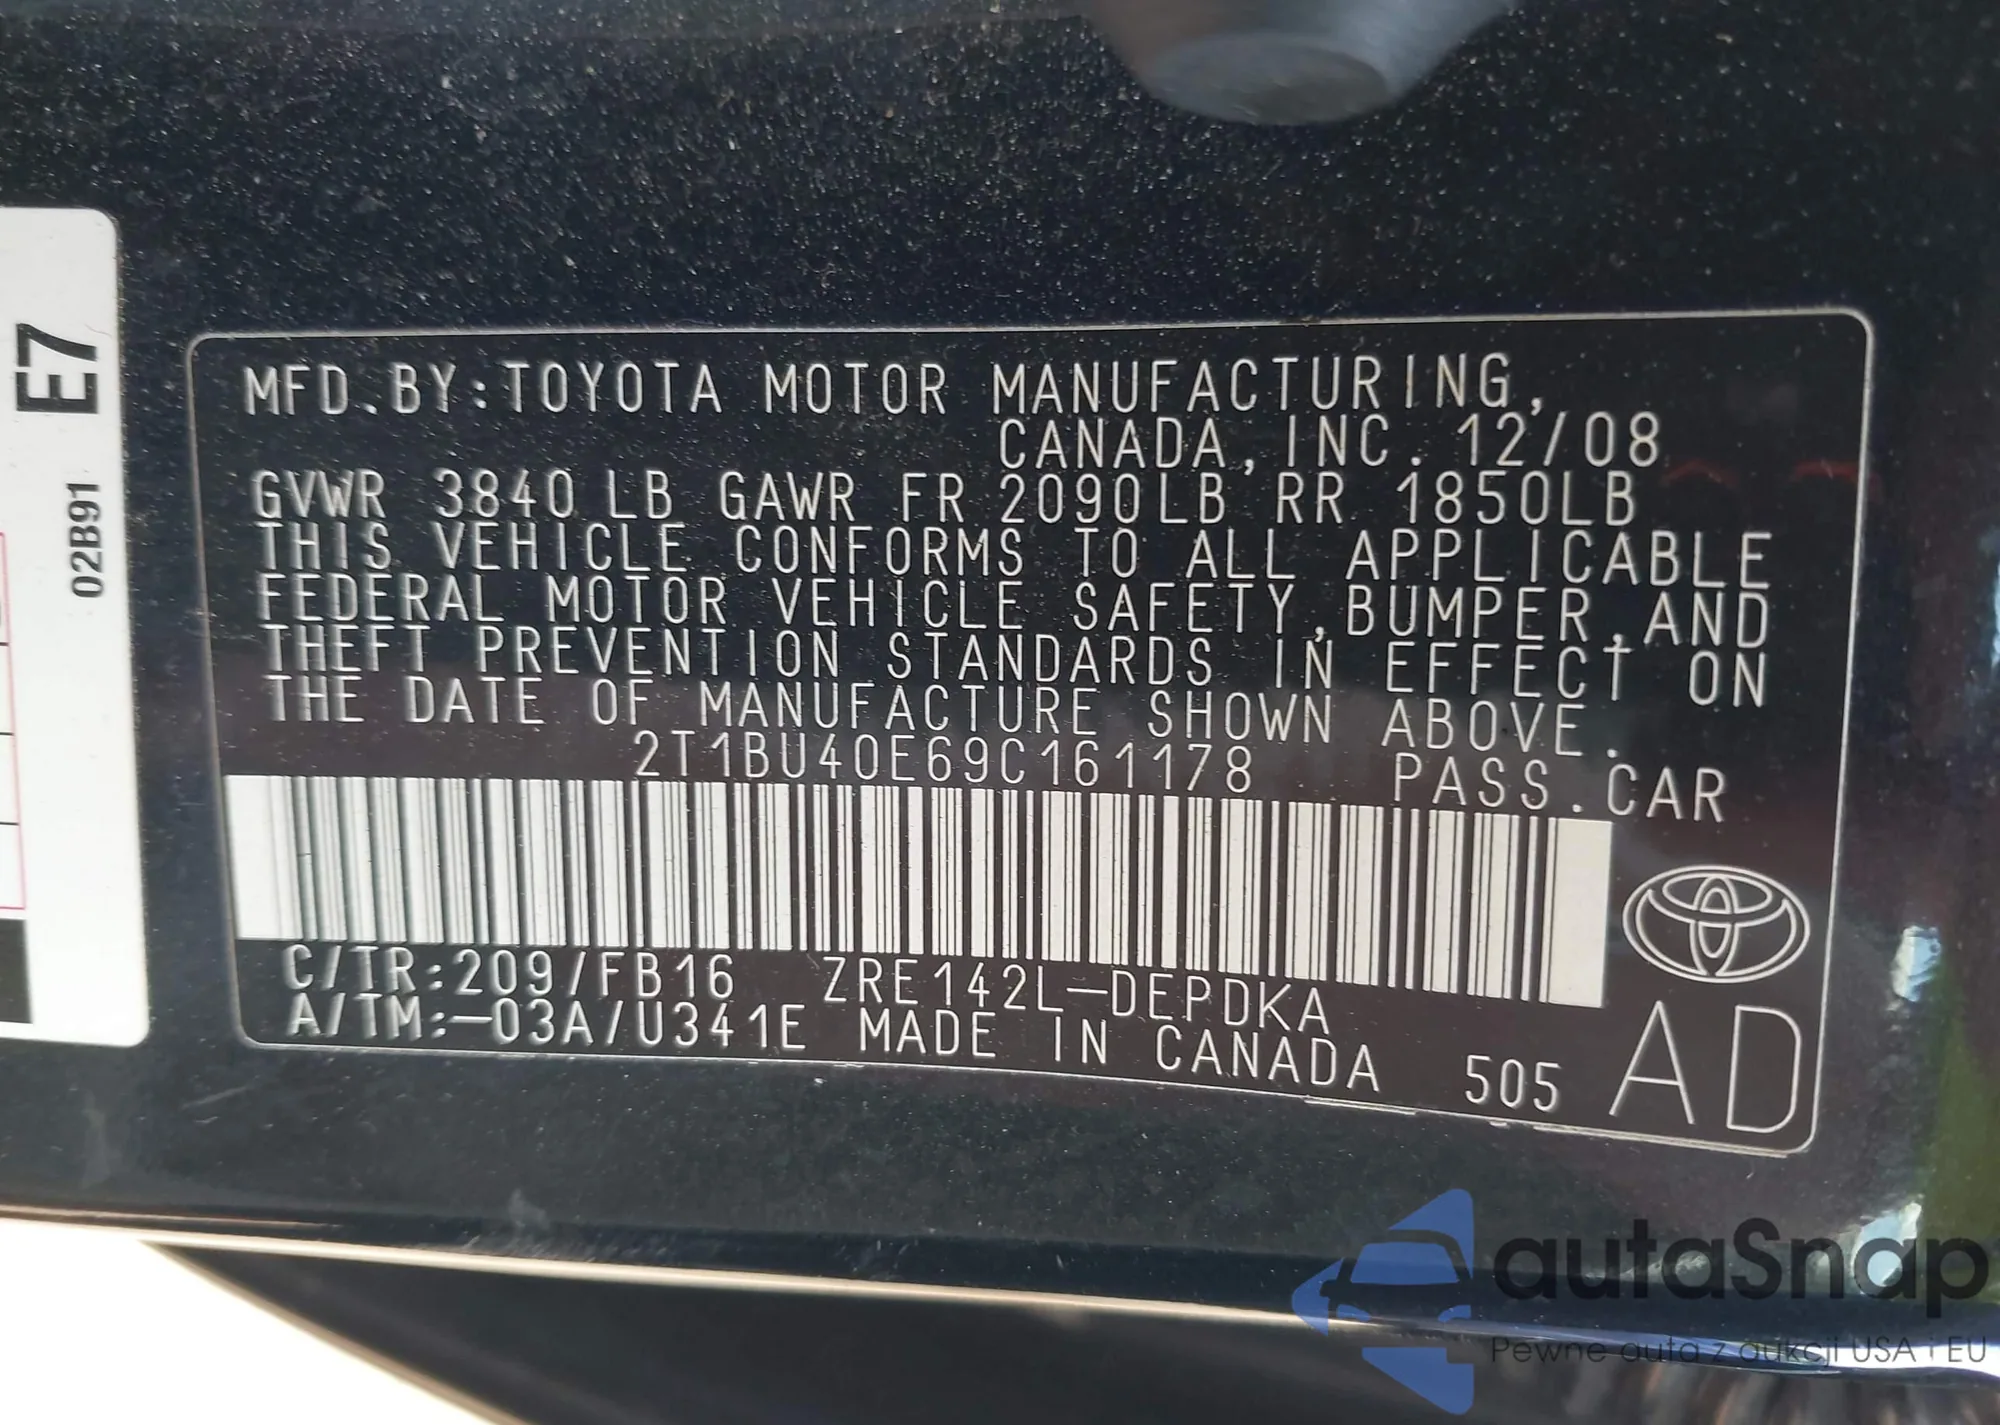 E7
02B91
MFD.BY:TOYOTA MOTOR MANUFACTURING,
CANADA, INC. 12/08
GVWR 3840 LB GAWR FR 2090LB RR 1850LB
THIS VEHICLE CONFORMS TO ALL APPLICABLE
FEDERAL MOTOR VEHICLE SAFETY,BUMPER,AND
THEFT PREVENTION STANDARDS IN EFFECT ON
THE DATE OF MANUFACTURE SHOWN ABOVE.
2T1BU40E69C161178 PASS.CAR
C/TR:209/FB16 ZRE142L-DEPDKA
A/TM:-03A/U341E MADE IN CANADA 505 AD
autaSnap
Pewne auta z aukcji USA i EU